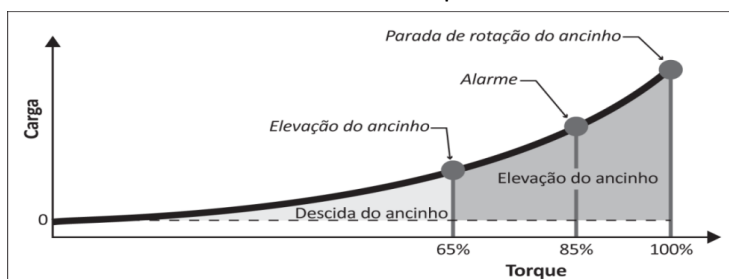 Parada de rotação do ancinho
Alarme
Elevação do ancinho
Carga
Elevação do ancinho
Descida do ancinho
0
65%
85%
100%
Torque